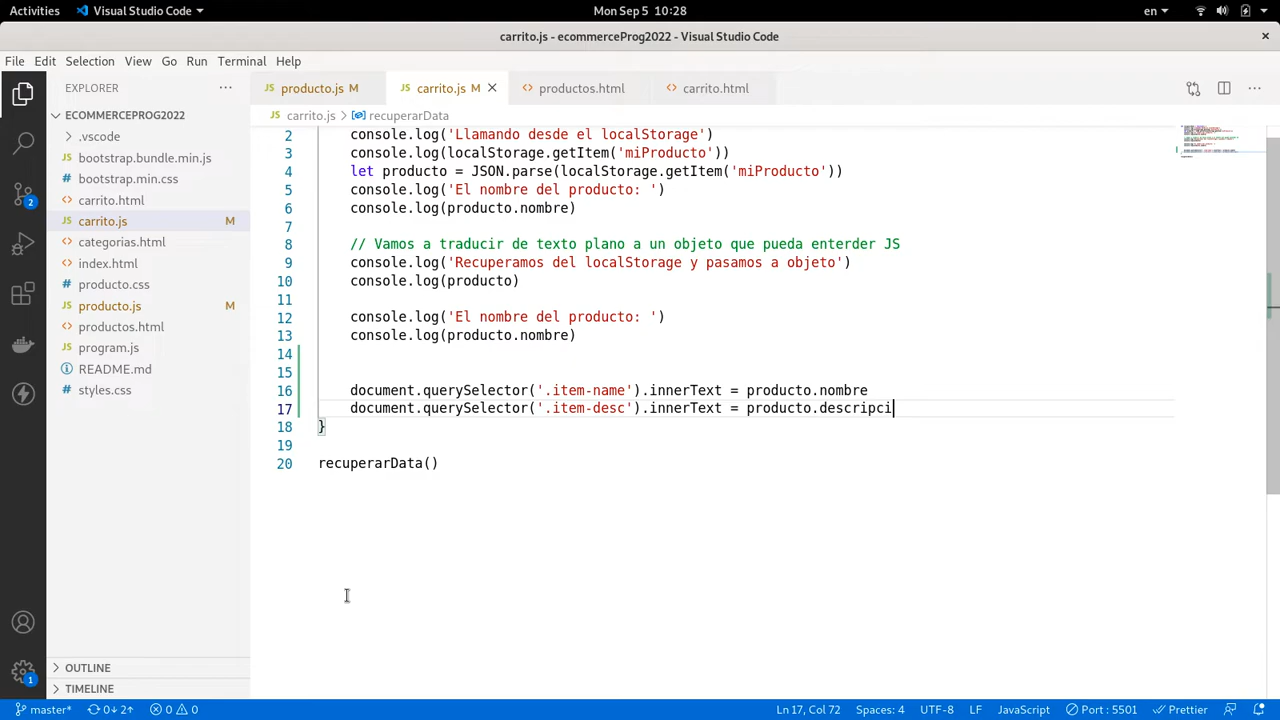 Activities Visual Studio Code Mon Sep 5 10:28 en
carrito.js - ecommerceProg2022 - Visual Studio Code ×
File Edit Selection View Go Run Terminal Help
EXPLORER ···
JS producto.js M JS carrito.js M × <> productos.html <> carrito.html ···
ECOMMERCEPROG2022
JS carrito.js > recuperarData
.vscode
JS bootstrap.bundle.min.js
# bootstrap.min.css
<> carrito.html
JS carrito.js M
<> categorias.html
<> index.html
# producto.css
JS producto.js M
<> productos.html
JS program.js
README.md
# styles.css
2 console.log('Llamando desde el localStorage')
3 console.log(localStorage.getItem('miProducto'))
4 let producto = JSON.parse(localStorage.getItem('miProducto'))
5 console.log('El nombre del producto: ')
6 console.log(producto.nombre)
7
8 // Vamos a traducir de texto plano a un objeto que pueda enterder JS
9 console.log('Recuperamos del localStorage y pasamos a objeto')
10 console.log(producto)
11
12 console.log('El nombre del producto: ')
13 console.log(producto.nombre)
14
15
16 document.querySelector('.item-name').innerText = producto.nombre
17 document.querySelector('.item-desc').innerText = producto.descripci
18 }
19
20 recuperarData()
2
1
OUTLINE
TIMELINE
master* 0↓ 2↑ 0 0 Ln 17, Col 72 Spaces: 4 UTF-8 LF JavaScript Port : 5501 Prettier